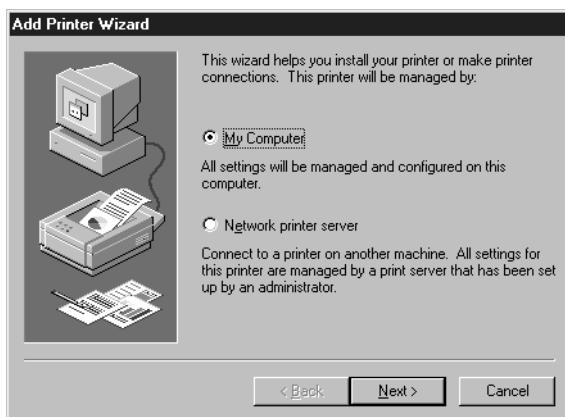 Add Printer Wizard
This wizard helps you install your printer or make printer
connections. This printer will be managed by:
My Computer
All settings will be managed and configured on this
computer.
Network printer server
Connect to a printer on another machine. All settings for
this printer are managed by a print server that has been set
up by an administrator.
< Back
Next >
Cancel